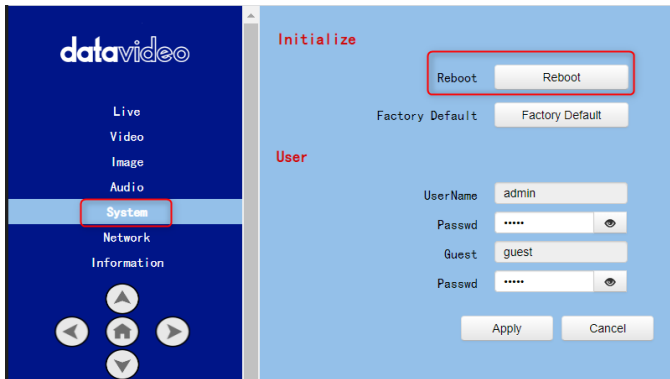 datavideo
Live
Video
Image
Audio
System
Network
Information
Initialize
Reboot Reboot
Factory Default Factory Default
User
UserName admin
Passwd •••••
Guest guest
Passwd •••••
Apply Cancel